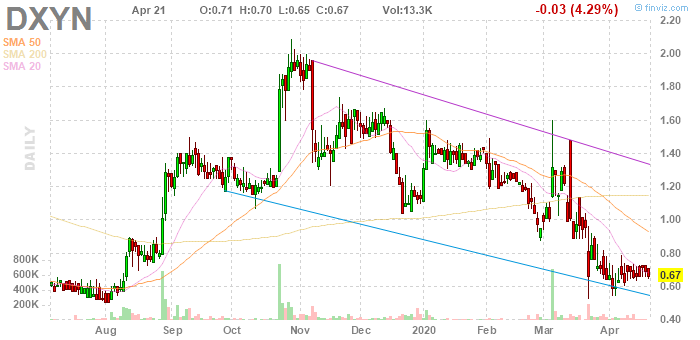 DXYN
Apr 21 O:0.71 H:0.70 L:0.65 C:0.67 Vol:13.3K -0.03 (4.29%)
© finviz.com
SMA 50
SMA 200
SMA 20
DAILY
2.20
2.00
1.80
1.60
1.40
1.20
1.00
0.80
0.67
0.60
0.40
800K
600K
400K
200K
Aug Sep Oct Nov Dec 2020 Feb Mar Apr